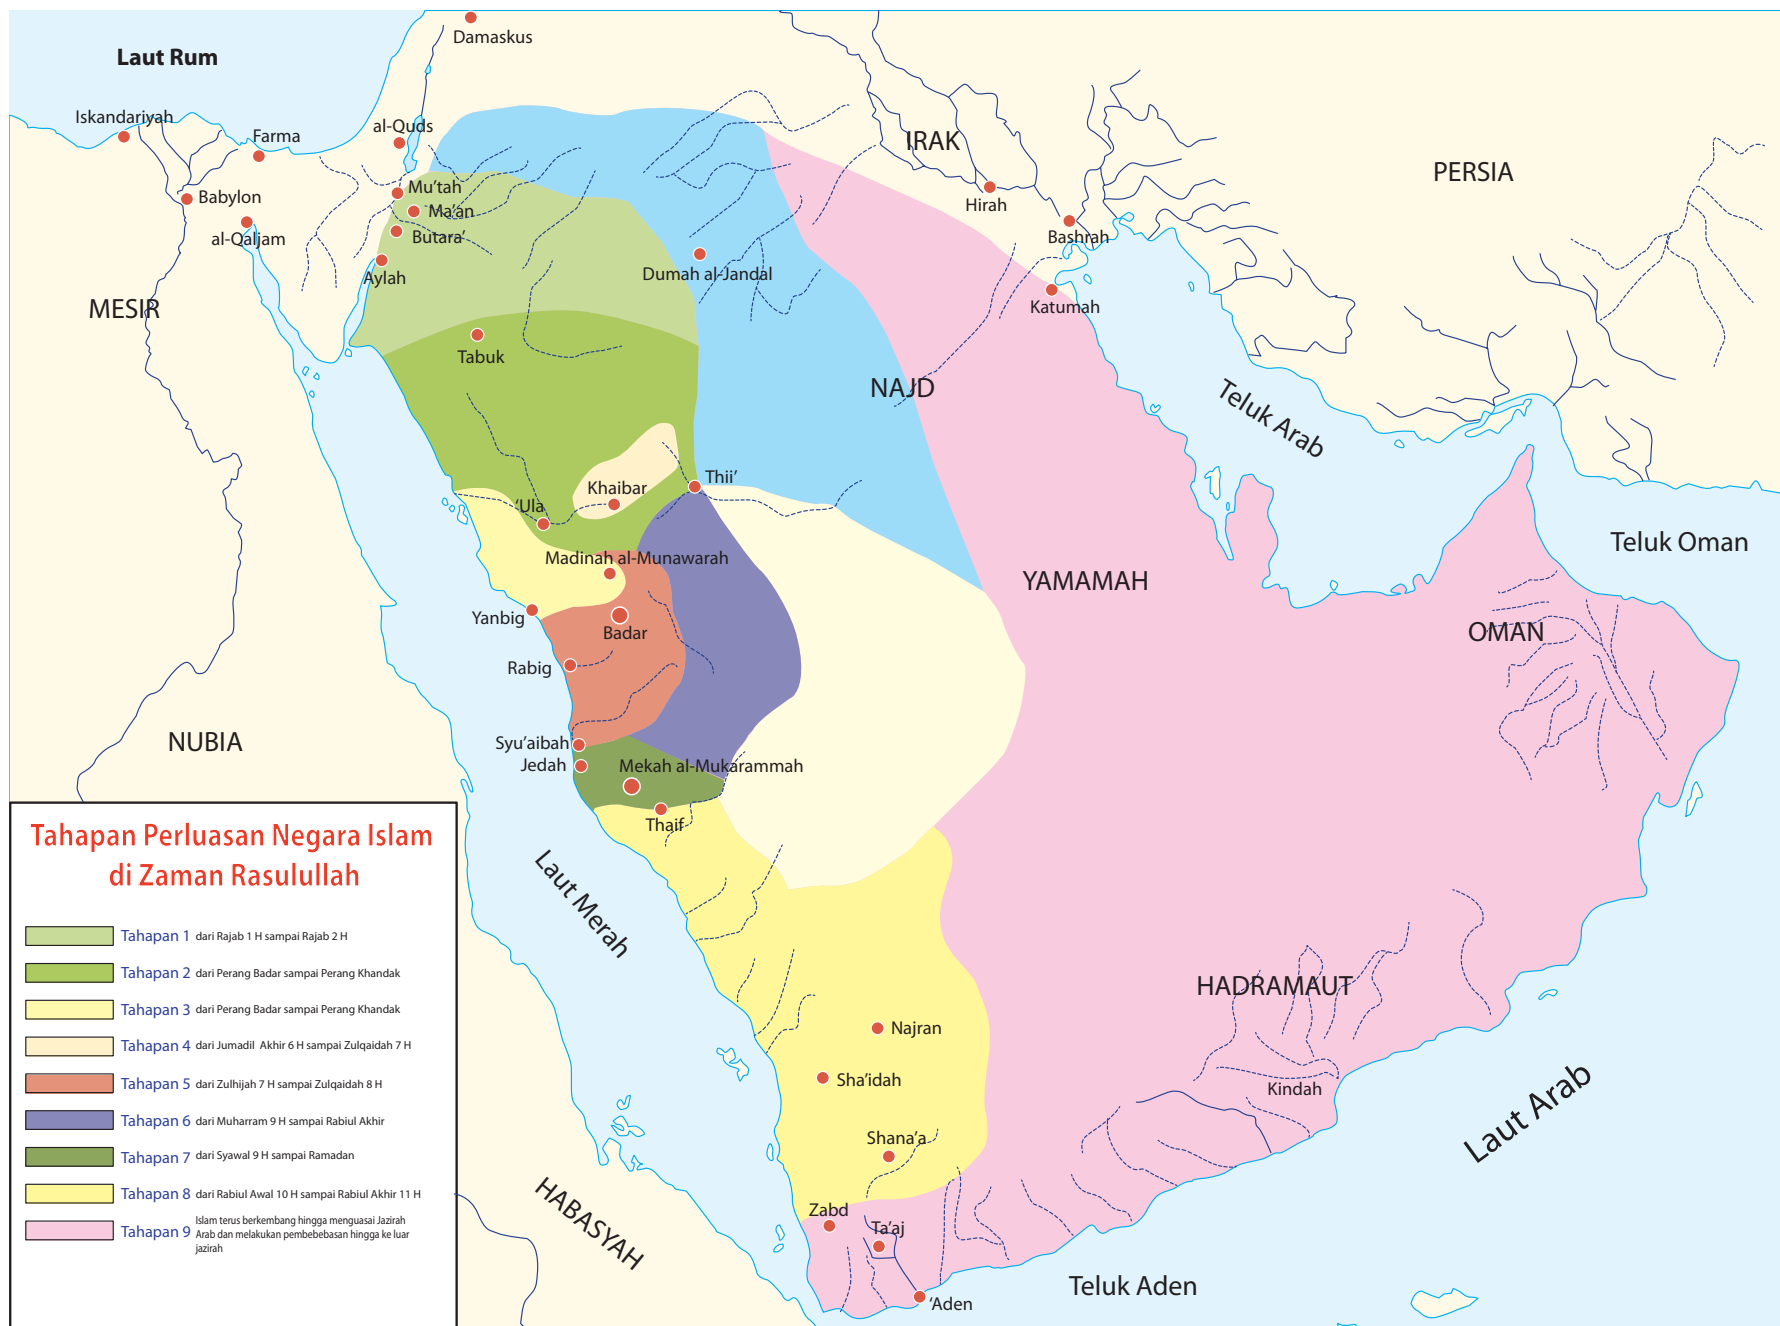 Damaskus
Laut Rum
Iskandariyah
Farma
al-Quds
IRAK
PERSIA
Babylon
Mu'tah
Ma'an
Hirah
al-Qaljam
Butara'
Bashrah
Aylah
Dumah al-Jandal
MESIR
Katumah
Tabuk
NAJD
Teluk Arab
Thii'
Khaibar
'Ula
Teluk Oman
Madinah al-Munawarah
YAMAMAH
Yanbig
Badar
OMAN
Rabig
NUBIA
Syu'aibah
Jedah
Mekah al-Mukarammah
Thaif
Laut Merah
HADRAMAUT
Najran
Sha'idah
Kindah
Laut Arab
Shana'a
HABASYAH
Zabd
Ta'aj
Teluk Aden
'Aden
Tahapan Perluasan Negara Islam
di Zaman Rasulullah
Tahapan 1 dari Rajab 1 H sampai Rajab 2 H
Tahapan 2 dari Perang Badar sampai Perang Khandak
Tahapan 3 dari Perang Badar sampai Perang Khandak
Tahapan 4 dari Jumadil Akhir 6 H sampai Zulqaidah 7 H
Tahapan 5 dari Zulhijah 7 H sampai Zulqaidah 8 H
Tahapan 6 dari Muharram 9 H sampai Rabiul Akhir
Tahapan 7 dari Syawal 9 H sampai Ramadan
Tahapan 8 dari Rabiul Awal 10 H sampai Rabiul Akhir 11 H
Tahapan 9 Islam terus berkembang hingga menguasai Jazirah
Arab dan melakukan pembebebasan hingga ke luar
jazirah